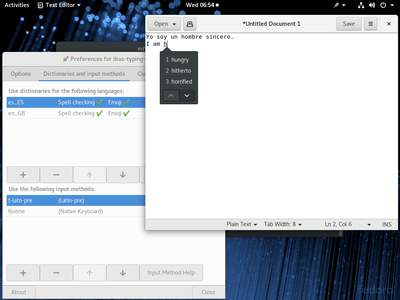 Activities
Text Editor
Wed 06:54
Open
*Untitled Document 1
Save
Yo soy un hombre sincero.
I am h
1 hungry
2 hitherto
3 horrified
Plain Text
Tab Width: 8
Ln 2, Col 6
INS
Preferences for ibus-typing-
Options
Dictionaries and input methods
Cu
Use dictionaries for the following languages:
es_ES Spell checking ✔ Emoji ✔
en_GB Spell checking ✔ Emoji ✔
Use the following input methods:
t-latn-pre (Latin-pre)
NoIme (Native Keyboard)
Input Method Help
About
Close
fedora